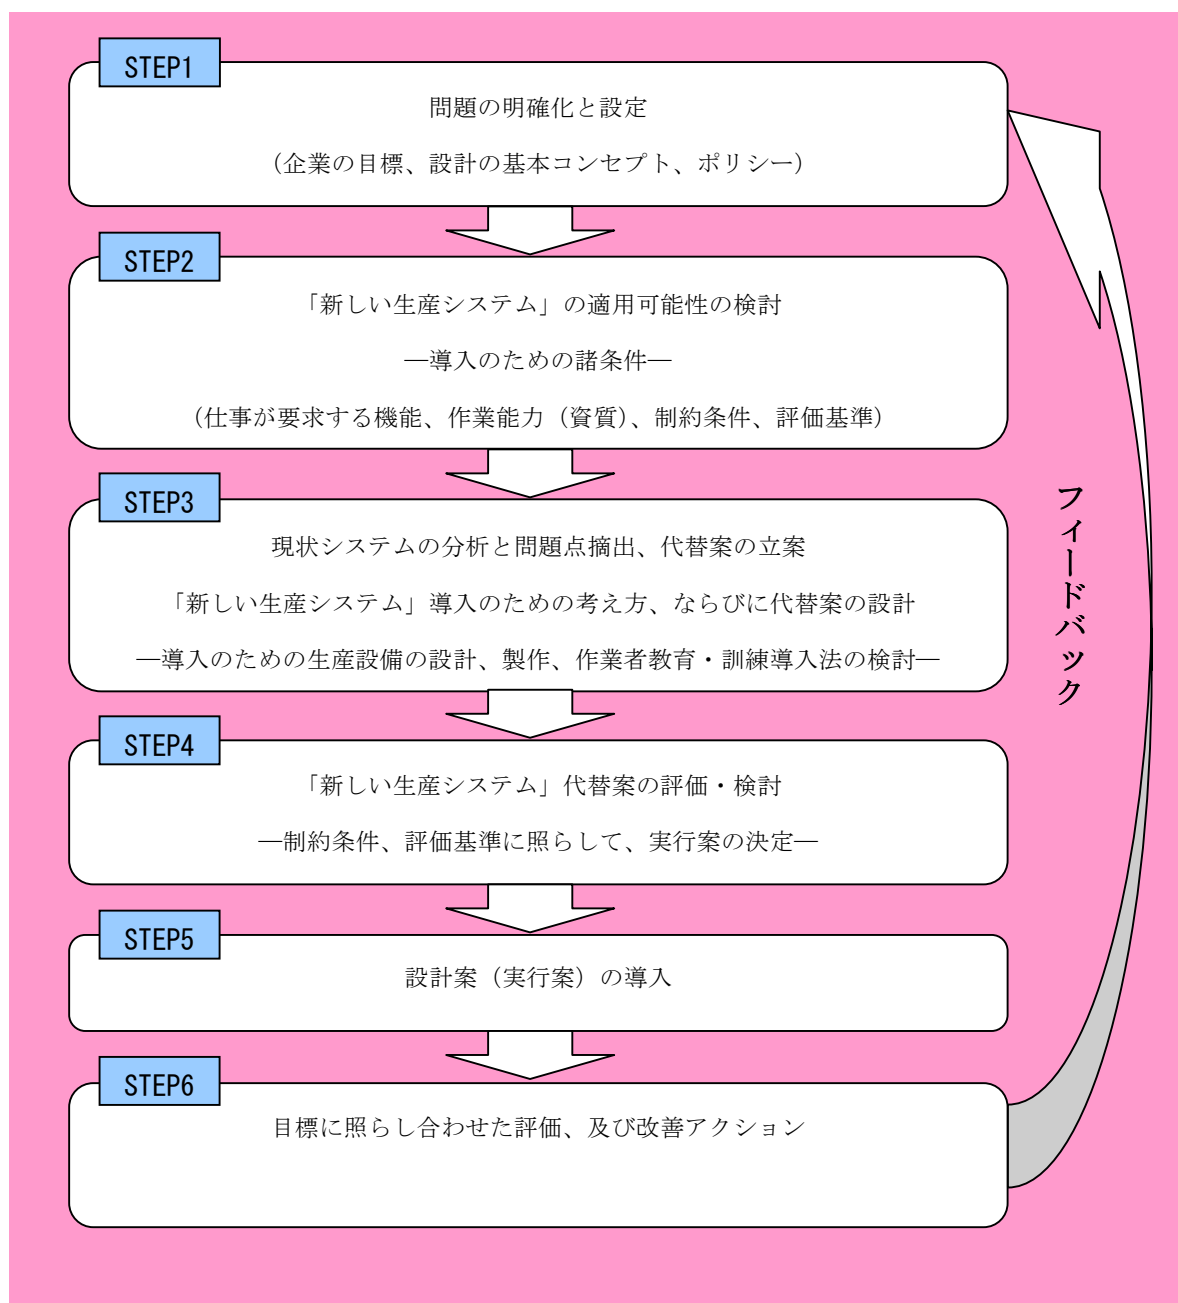 STEP1
問題の明確化と設定
（企業の目標、設計の基本コンセプト、ポリシー）
STEP2
「新しい生産システム」の適用可能性の検討
―導入のための諸条件―
（仕事が要求する機能、作業能力（資質）、制約条件、評価基準）
STEP3
現状システムの分析と問題点摘出、代替案の立案
「新しい生産システム」導入のための考え方、ならびに代替案の設計
―導入のための生産設備の設計、製作、作業者教育・訓練導入法の検討―
STEP4
「新しい生産システム」代替案の評価・検討
―制約条件、評価基準に照らして、実行案の決定―
STEP5
設計案（実行案）の導入
STEP6
目標に照らし合わせた評価、及び改善アクション
フィードバック